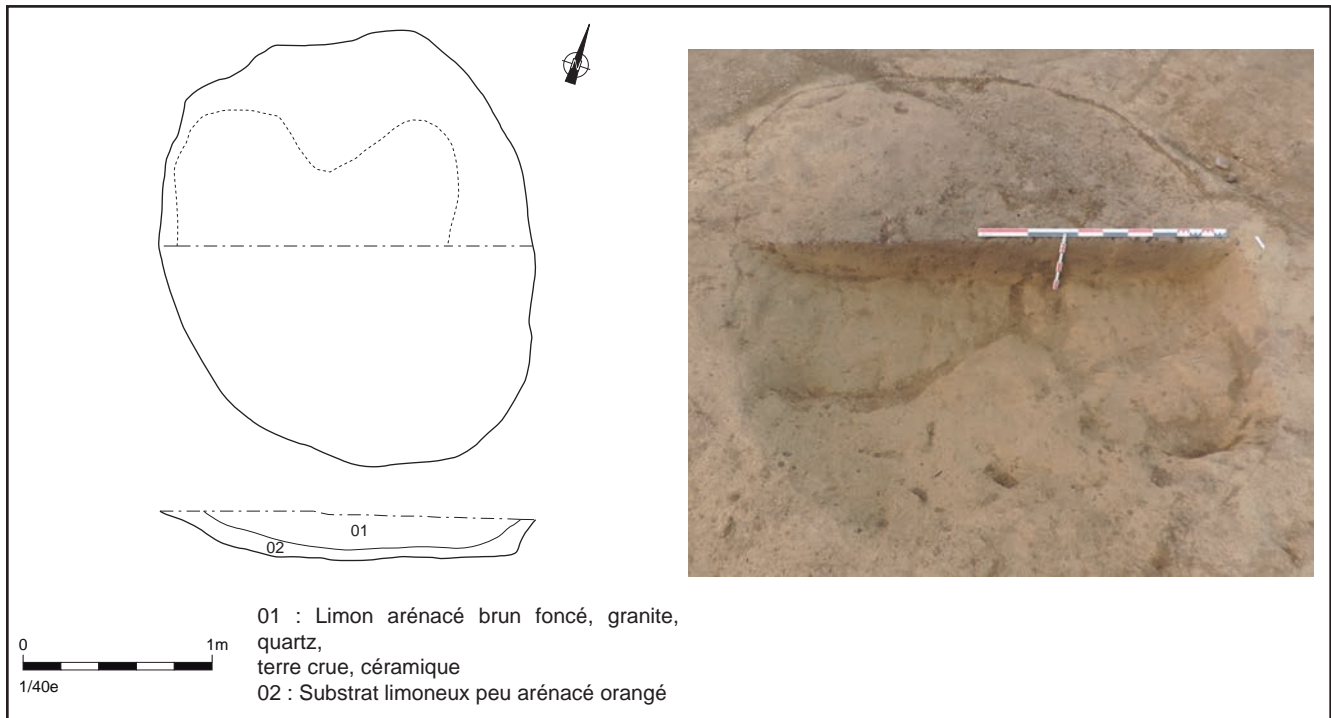 01
02
0 1m
1/40e
01 : Limon arénacé brun foncé, granite,
quartz,
terre crue, céramique
02 : Substrat limoneux peu arénacé orangé